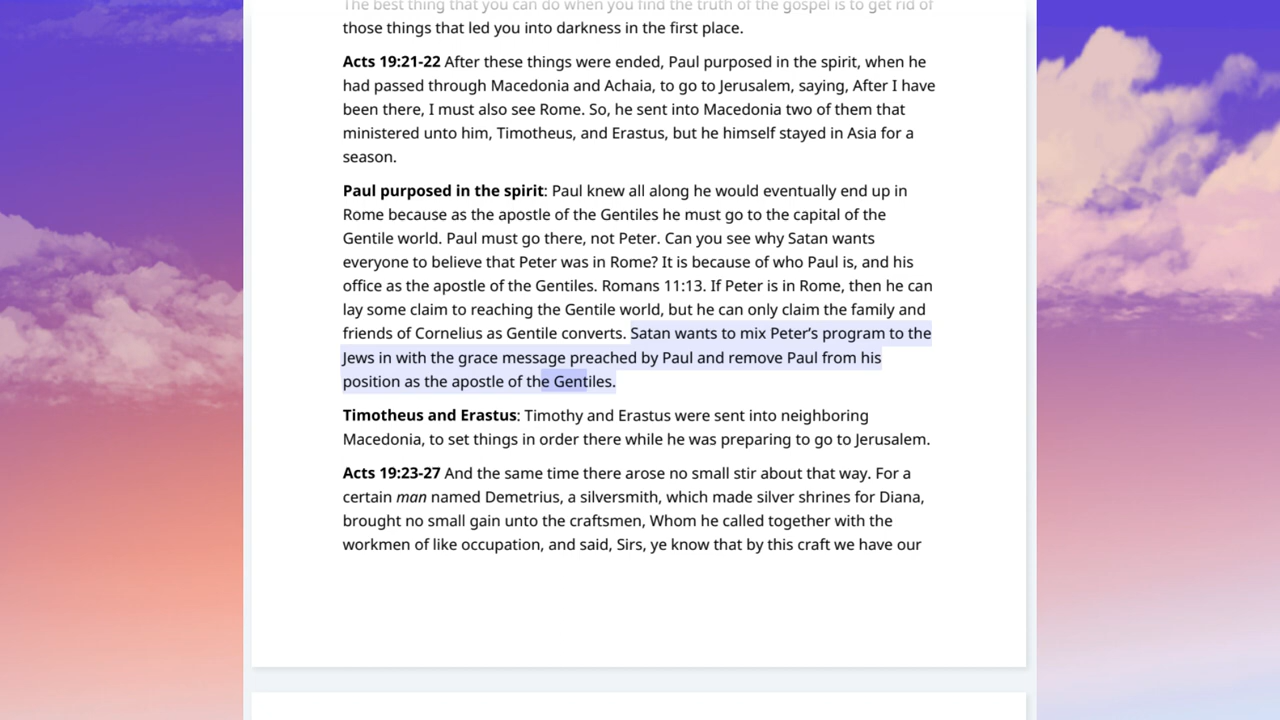 The best thing that you can do when you find the truth of the gospel is to get rid of
those things that led you into darkness in the first place.
Acts 19:21-22 After these things were ended, Paul purposed in the spirit, when he
had passed through Macedonia and Achaia, to go to Jerusalem, saying, After I have
been there, I must also see Rome. So, he sent into Macedonia two of them that
ministered unto him, Timotheus, and Erastus, but he himself stayed in Asia for a
season.
Paul purposed in the spirit: Paul knew all along he would eventually end up in
Rome because as the apostle of the Gentiles he must go to the capital of the
Gentile world. Paul must go there, not Peter. Can you see why Satan wants
everyone to believe that Peter was in Rome? It is because of who Paul is, and his
office as the apostle of the Gentiles. Romans 11:13. If Peter is in Rome, then he can
lay some claim to reaching the Gentile world, but he can only claim the family and
friends of Cornelius as Gentile converts. Satan wants to mix Peter’s program to the
Jews in with the grace message preached by Paul and remove Paul from his
position as the apostle of the Gentiles.
Timotheus and Erastus: Timothy and Erastus were sent into neighboring
Macedonia, to set things in order there while he was preparing to go to Jerusalem.
Acts 19:23-27 And the same time there arose no small stir about that way. For a
certain man named Demetrius, a silversmith, which made silver shrines for Diana,
brought no small gain unto the craftsmen, Whom he called together with the
workmen of like occupation, and said, Sirs, ye know that by this craft we have our